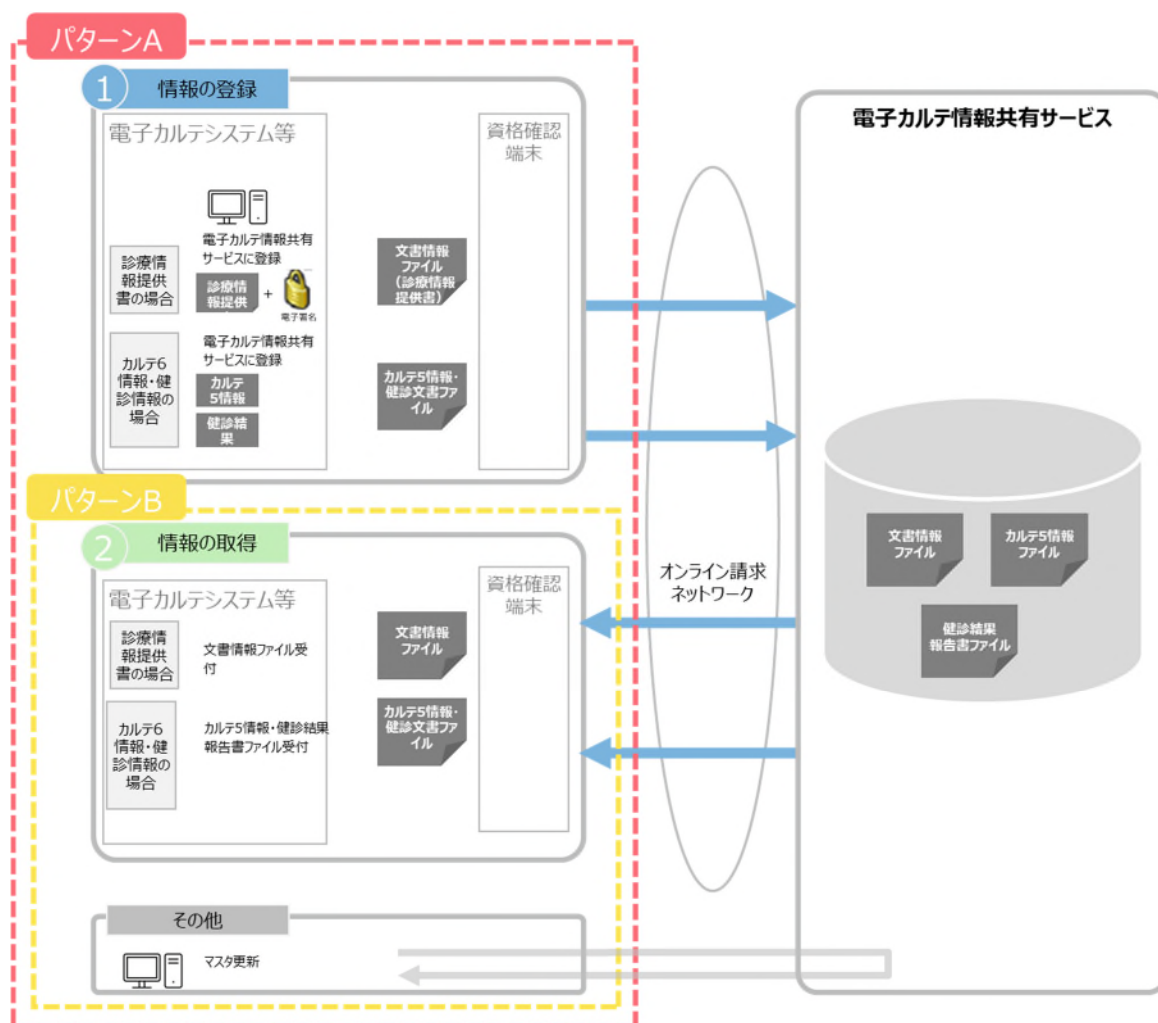 パターンA
1
情報の登録
電子カルテシステム等
資格確認
端末
電子カルテ情報共有
サービスに登録
診療情
報提供
書の場合
診療情
報提供
+
電子署名
文書情報
ファイル
(診療情報
提供書)
電子カルテ情報共有
サービスに登録
カルテ6
情報・健
診情報の
場合
カルテ
5情報
健診結
果
カルテ5情報・
健診文書ファ
イル
パターンB
2
情報の取得
電子カルテシステム等
資格確認
端末
診療情
報提供
書の場合
文書情報ファイル受
付
文書情報
ファイル
カルテ6
情報・健
診情報の
場合
カルテ5情報・健診結果
報告書ファイル受付
カルテ5情報・
健診文書ファ
イル
その他
マスタ更新
オンライン請求
ネットワーク
電子カルテ情報共有サービス
文書情報
ファイル
カルテ5情報
ファイル
健診結果
報告書ファイル